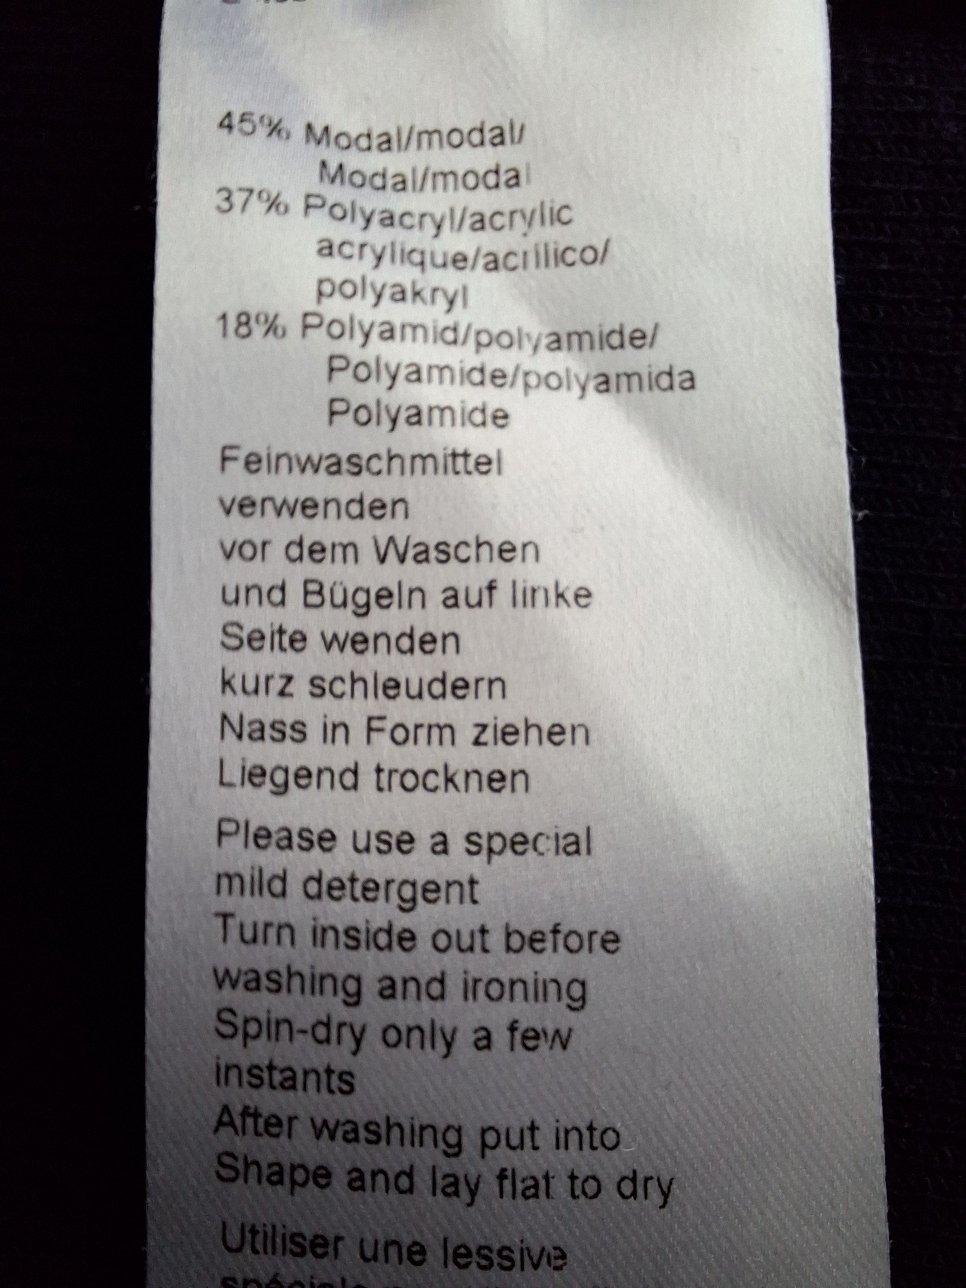 45% Modal/modal/
Modal/modal
37% Polyacryl/acrylic
acrylique/acrilico/
polyakryl
18% Polyamid/polyamide/
Polyamide/polyamida
Polyamide
Feinwaschmittel
verwenden
vor dem Waschen
und Bügeln auf linke
Seite wenden
kurz schleudern
Nass in Form ziehen
Liegend trocknen
Please use a special
mild detergent
Turn inside out before
washing and ironing
Spin-dry only a few
instants
After washing put into
Shape and lay flat to dry
Utiliser une lessive